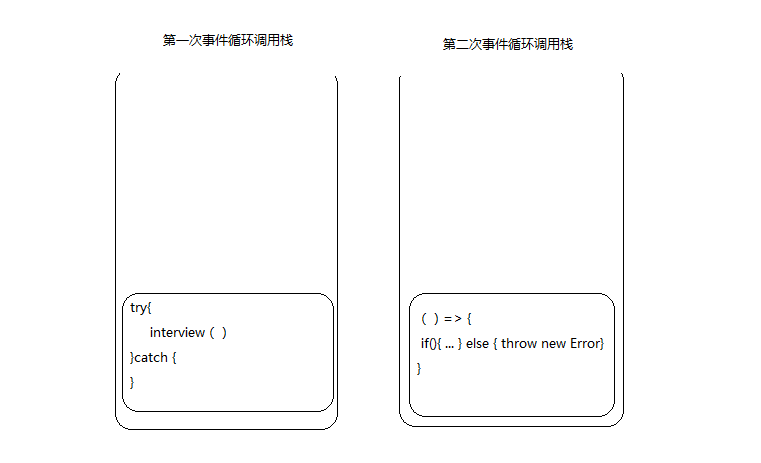 第一次事件循环调用栈
try{
interview ( )
}catch {
}
第二次事件循环调用栈
( ) => {
if(){ ... } else { throw new Error}
}